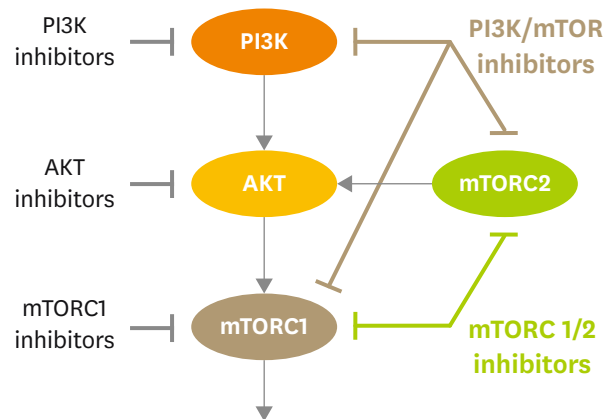 PI3K
inhibitors
PI3K
PI3K/mTOR
inhibitors
AKT
inhibitors
AKT
mTORC2
mTORC1
inhibitors
mTORC1
mTORC 1/2
inhibitors